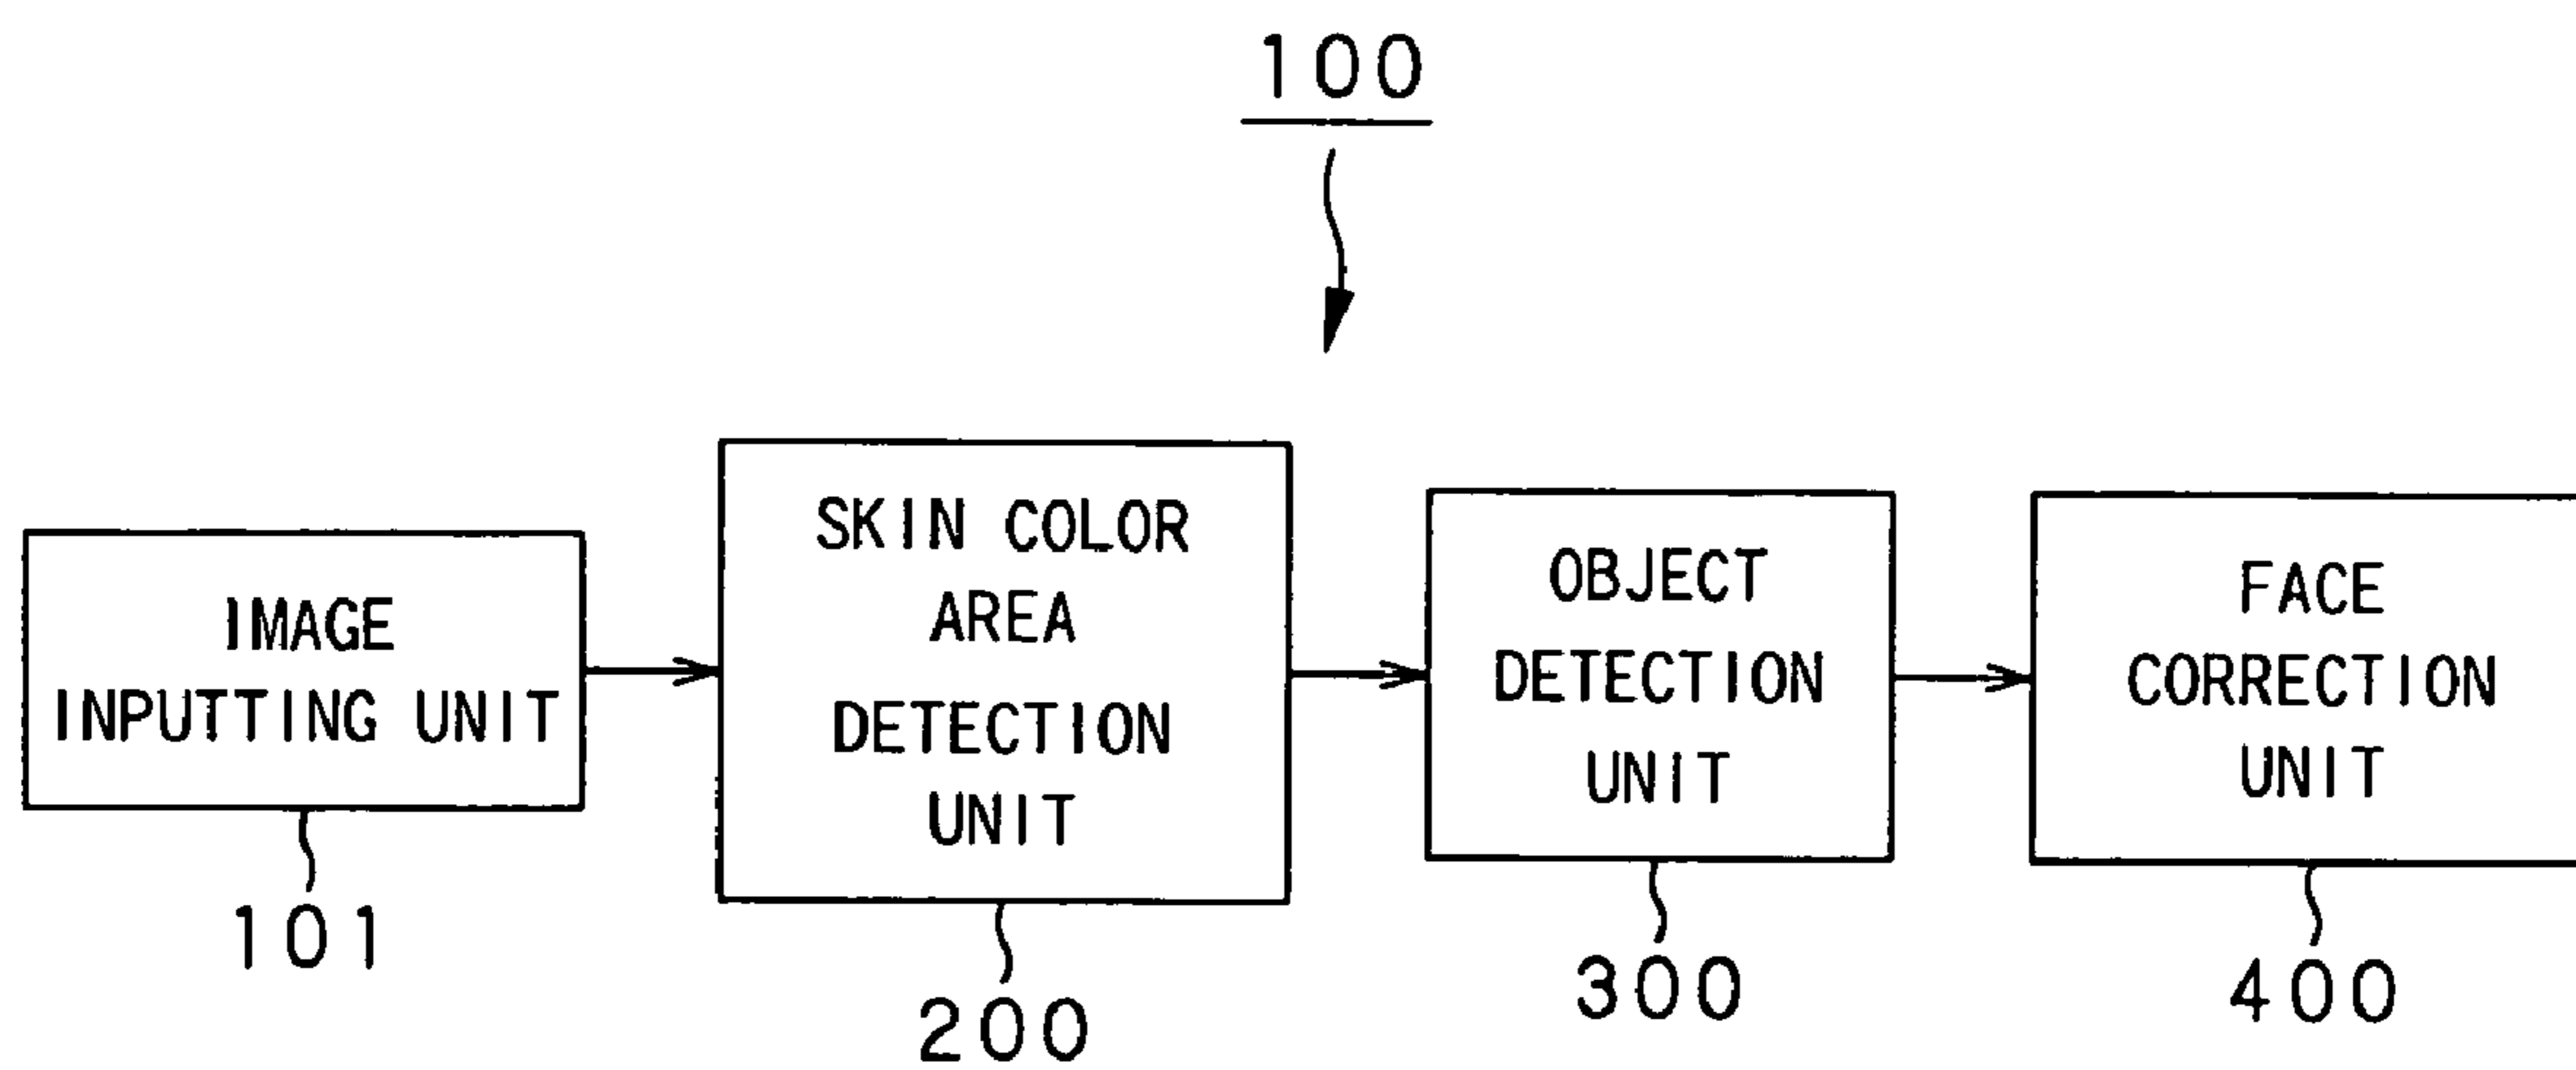 100
IMAGE
INPUTTING UNIT
101
SKIN COLOR
AREA
DETECTION
UNIT
200
OBJECT
DETECTION
UNIT
300
FACE
CORRECTION
UNIT
400